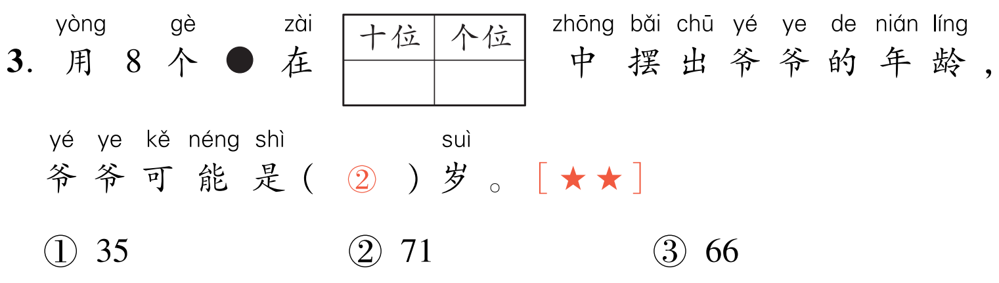 yòng gè zài zhōng bǎi chū yé ye de nián líng
3. 用 8 个 ● 在 十位 个位 中 摆 出 爷 爷 的 年 龄，
yé ye kě néng shì suì
爷 爷 可 能 是（ ② ）岁 。［★★］
① 35 ② 71 ③ 66